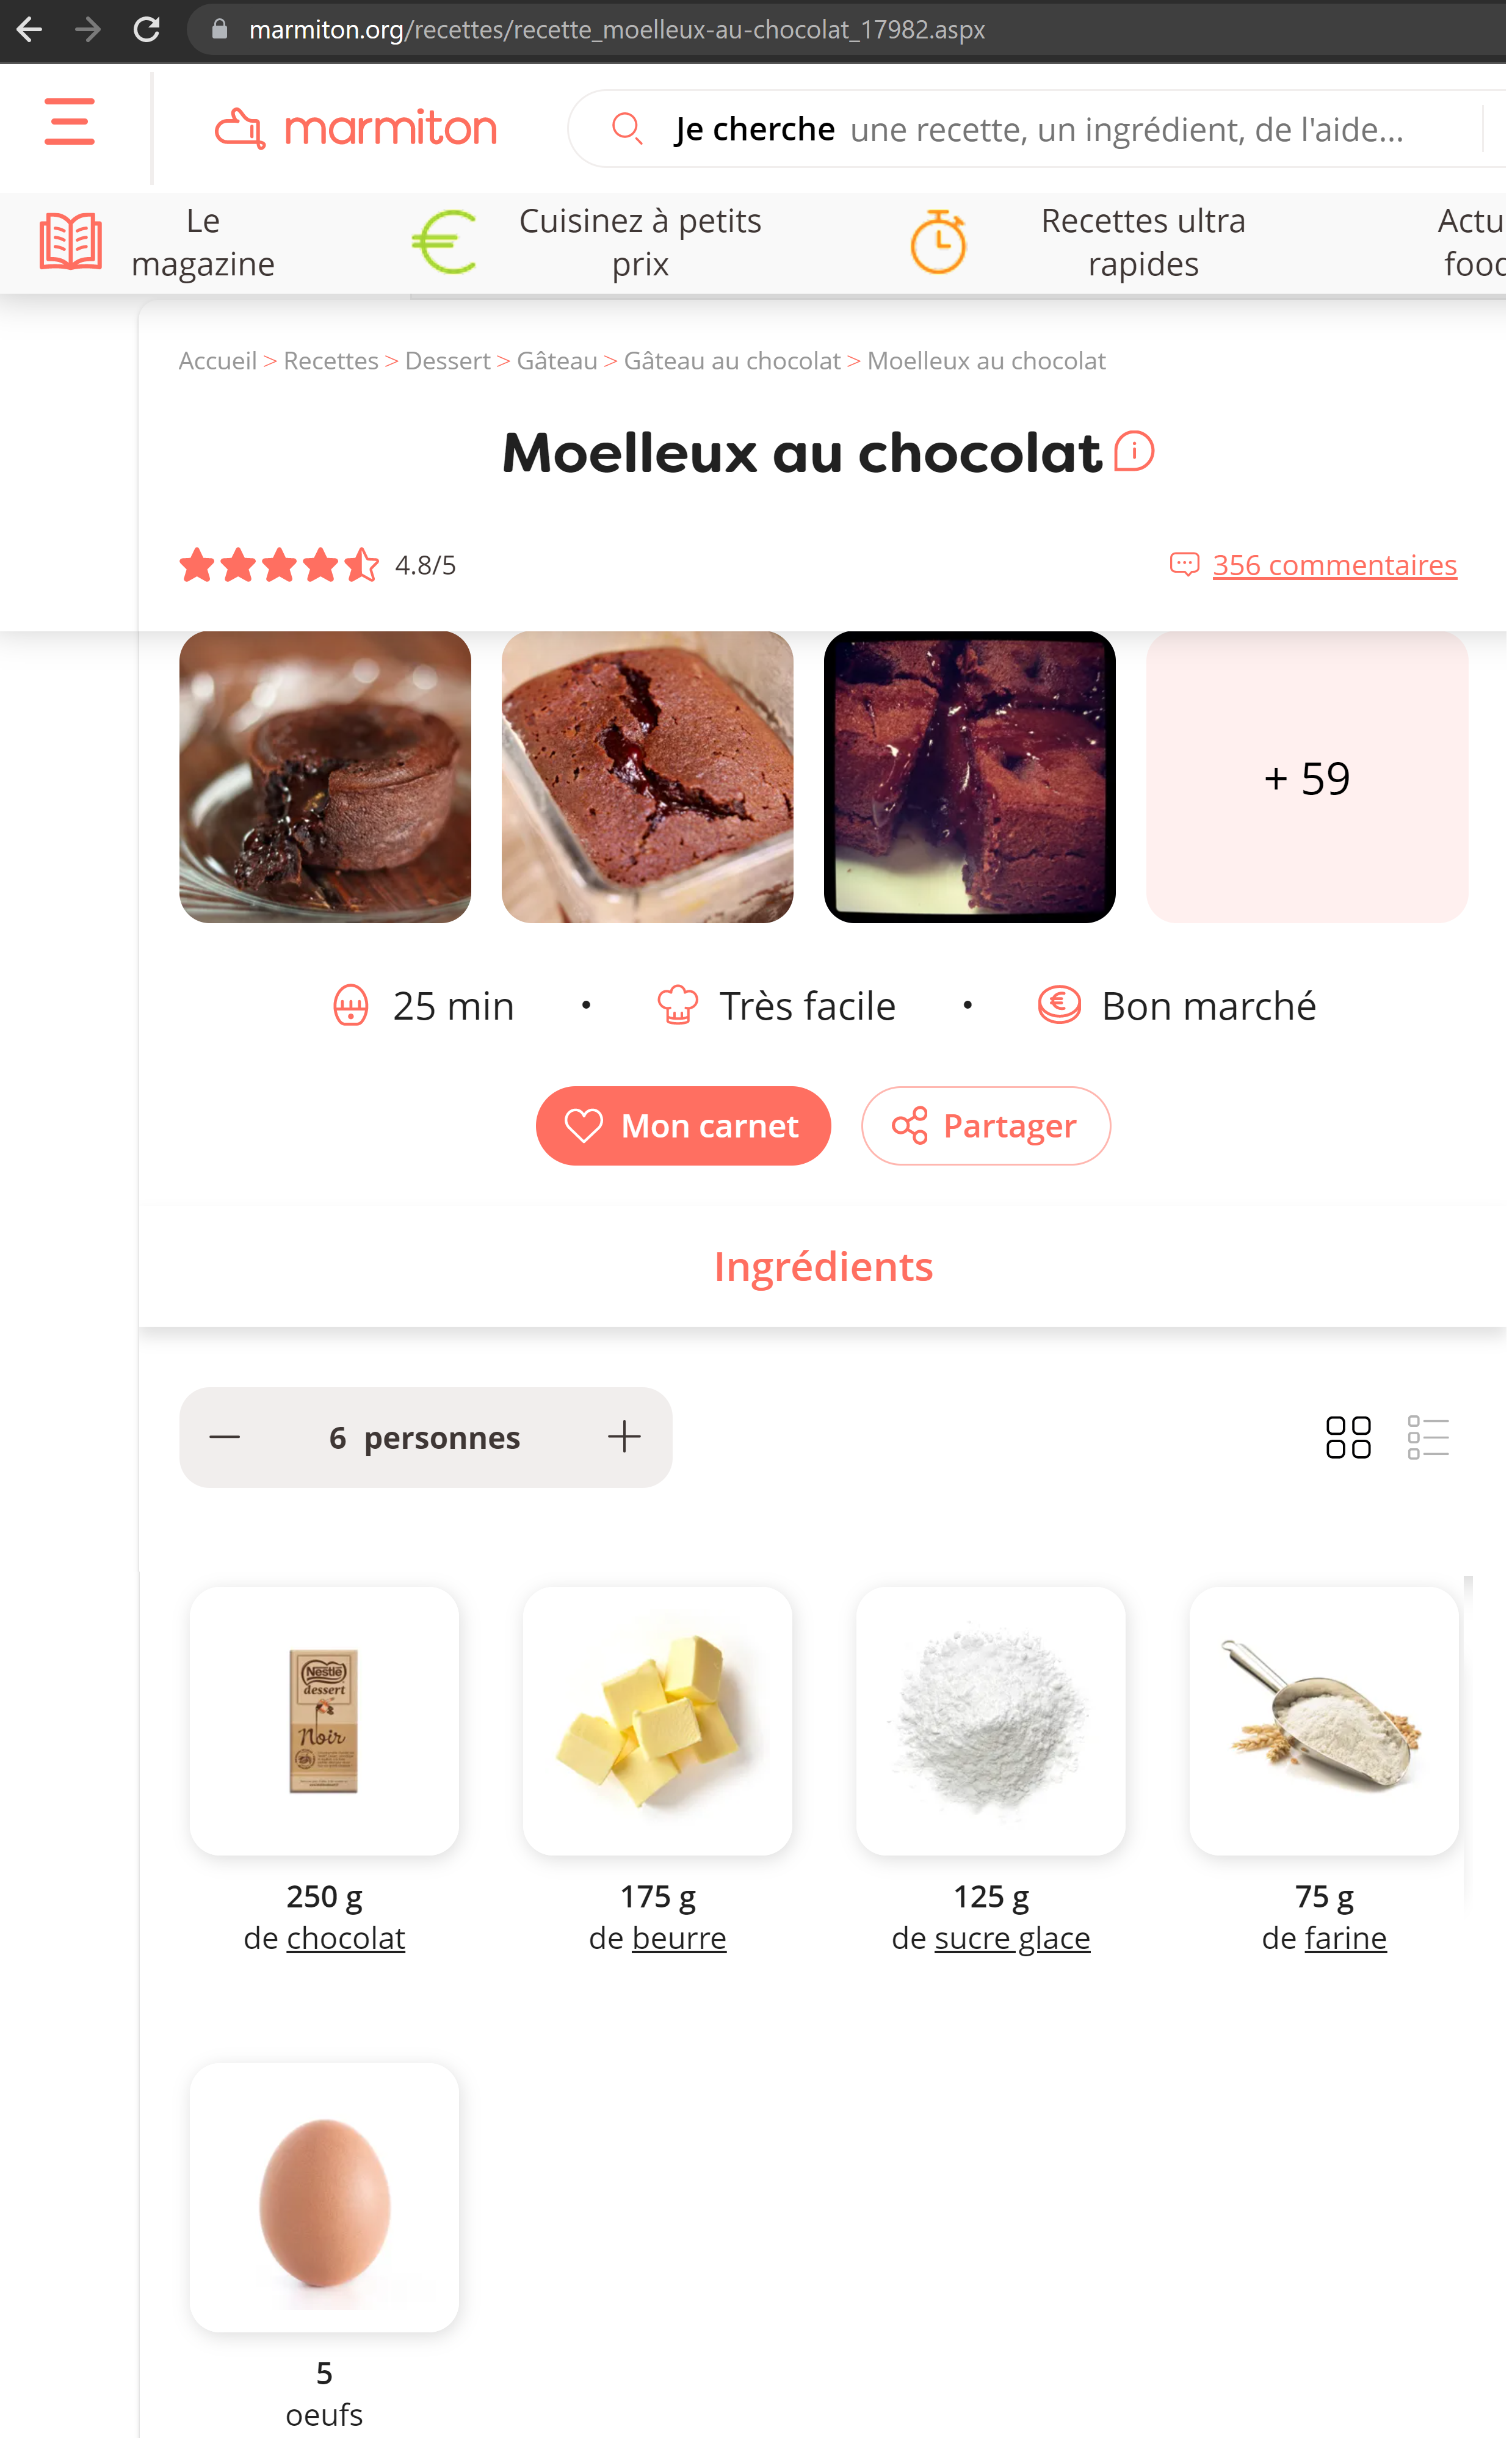 marmiton.org/recettes/recette_moelleux-au-chocolat_17982.aspx
marmiton
Je cherche une recette, un ingrédient, de l'aide...
Le magazine
Cuisinez à petits prix
Recettes ultra rapides
Actu
food
Accueil > Recettes > Dessert > Gâteau > Gâteau au chocolat > Moelleux au chocolat
Moelleux au chocolat
4.8/5
356 commentaires
+ 59
25 min • Très facile • Bon marché
Mon carnet
Partager
Ingrédients
6 personnes
Nestlé
dessert
Noir
250 g
de chocolat
175 g
de beurre
125 g
de sucre glace
75 g
de farine
5
oeufs